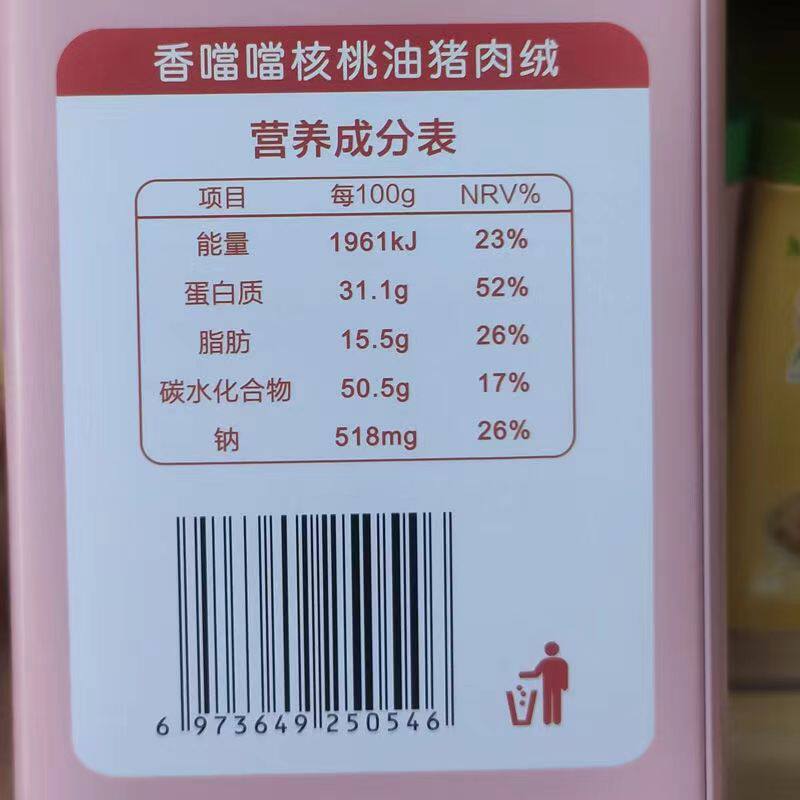 香噹噹核桃油猪肉绒
营养成分表
项目 每100g NRV%
能量 1961kJ 23%
蛋白质 31.1g 52%
脂肪 15.5g 26%
碳水化合物 50.5g 17%
钠 518mg 26%
6 973649 250546